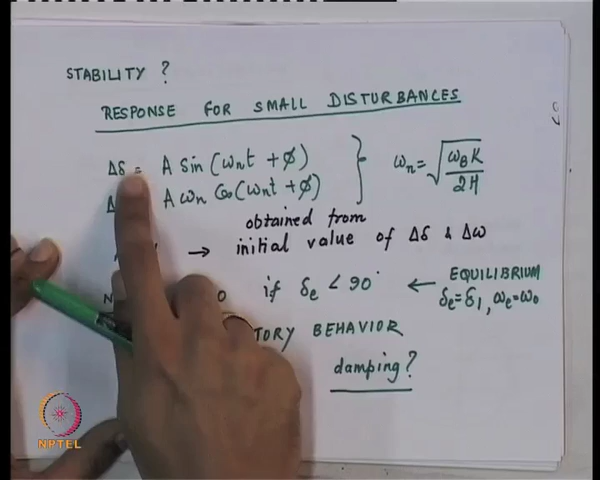 STABILITY ?
RESPONSE FOR SMALL DISTURBANCES
Δδ = A sin (ωnt + ϕ)
Δ A ωn Cos (ωnt + ϕ)
ωn = √(ωB K / 2H)
obtained from
→ initial value of Δδ & Δω
if δe < 90° ← EQUILIBRIUM
δe = δ1, ωe = ω0
TORY BEHAVIOR
damping ?
NPTEL